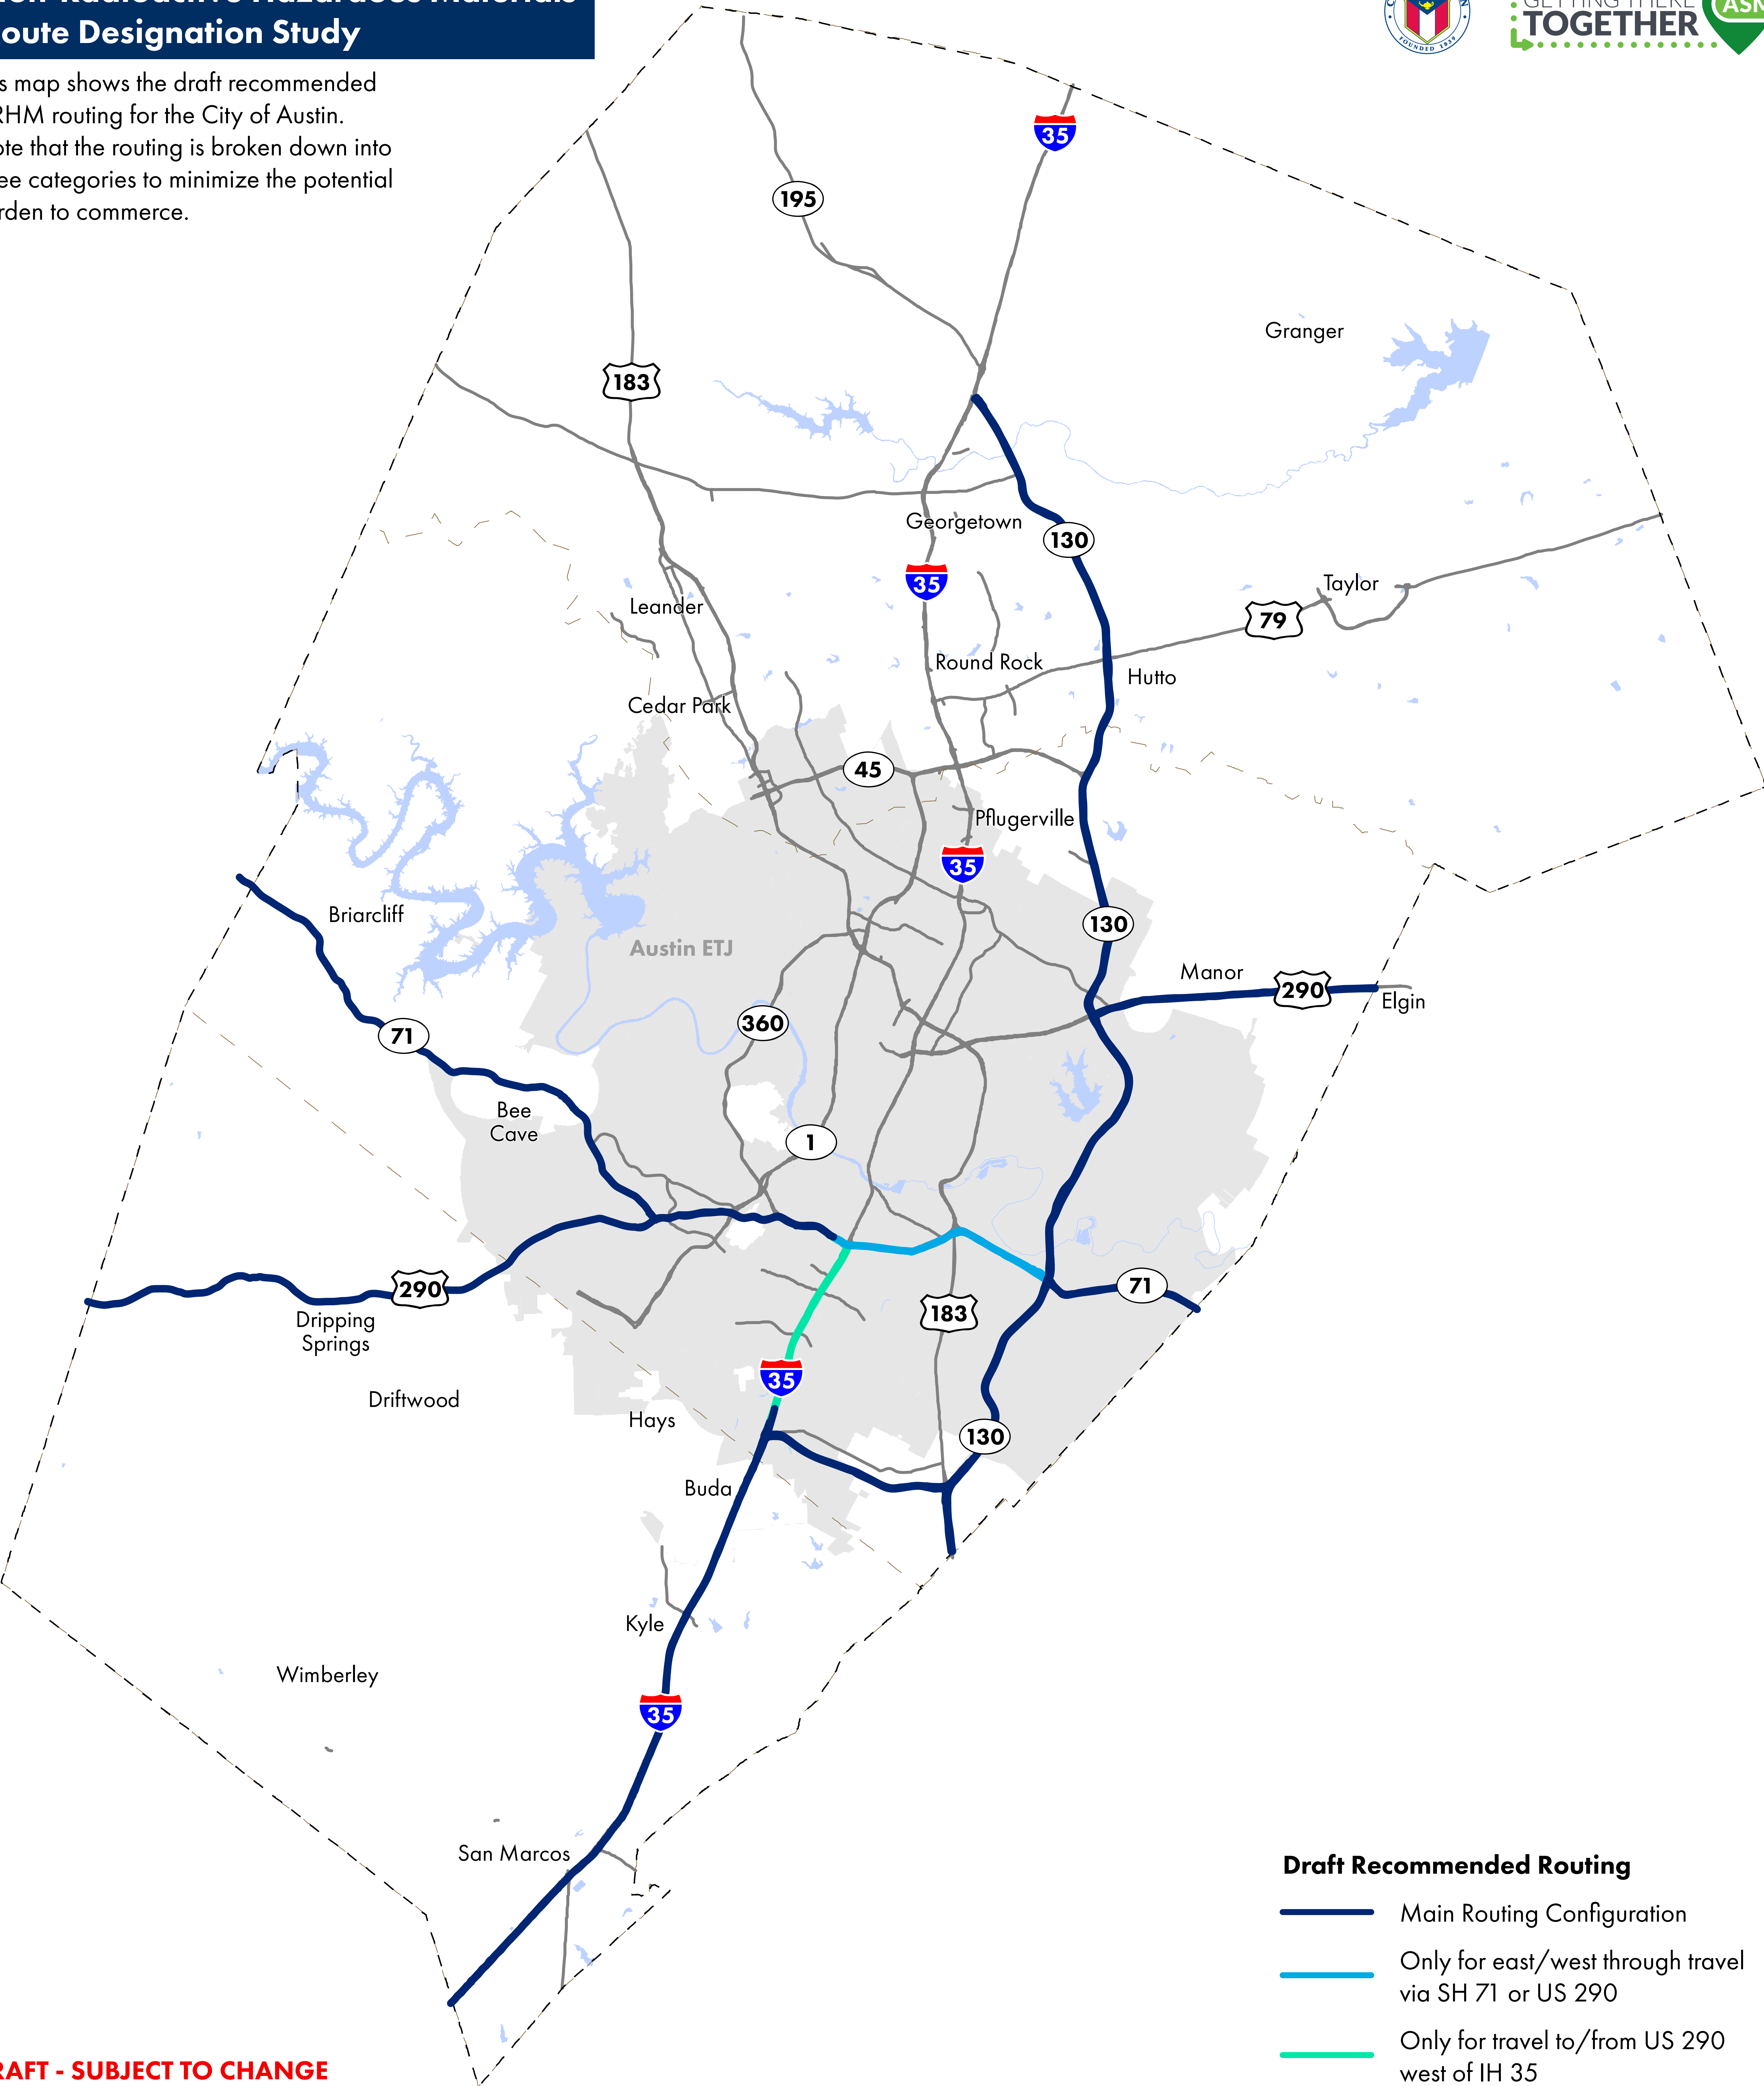 oute Designation Study
s map shows the draft recommended
RHM routing for the City of Austin.
ote that the routing is broken down into
ee categories to minimize the potential
rden to commerce.
FOUNDED 1839
TOGETHER
ASM
35
195
Granger
183
Georgetown
130
35
Taylor
Leander
79
Round Rock
Hutto
Cedar Park
45
Pflugerville
35
Briarcliff
130
Austin ETJ
Manor
290
Elgin
360
71
Bee
Cave
1
290
71
Dripping
Springs
183
35
Driftwood
Hays
130
Buda
Kyle
Wimberley
35
San Marcos
Draft Recommended Routing
Main Routing Configuration
Only for east/west through travel
via SH 71 or US 290
Only for travel to/from US 290
west of IH 35
RAFT - SUBJECT TO CHANGE